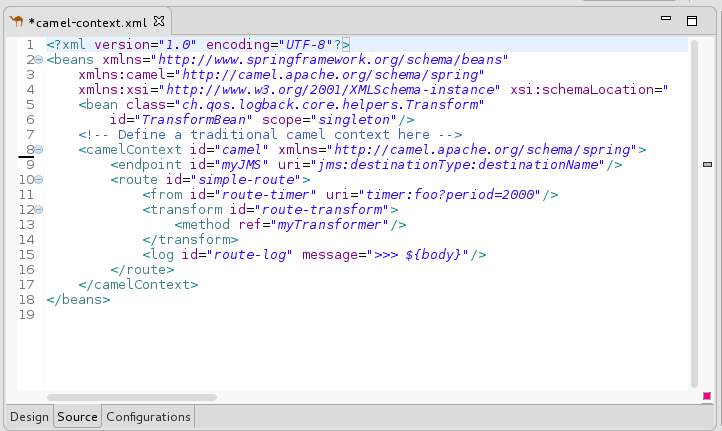 *camel-context.xml
1 <?xml version="1.0" encoding="UTF-8"?>
2 <beans xmlns="http://www.springframework.org/schema/beans"
3 xmlns:camel="http://camel.apache.org/schema/spring"
4 xmlns:xsi="http://www.w3.org/2001/XMLSchema-instance" xsi:schemaLocation="
5 <bean class="ch.qos.logback.core.helpers.Transform"
6 id="TransformBean" scope="singleton"/>
7 <!-- Define a traditional camel context here -->
8 <camelContext id="camel" xmlns="http://camel.apache.org/schema/spring">
9 <endpoint id="myJMS" uri="jms:destinationType:destinationName"/>
10 <route id="simple-route">
11 <from id="route-timer" uri="timer:foo?period=2000"/>
12 <transform id="route-transform">
13 <method ref="myTransformer"/>
14 </transform>
15 <log id="route-log" message=">>> ${body}"/>
16 </route>
17 </camelContext>
18 </beans>
19
Design Source Configurations